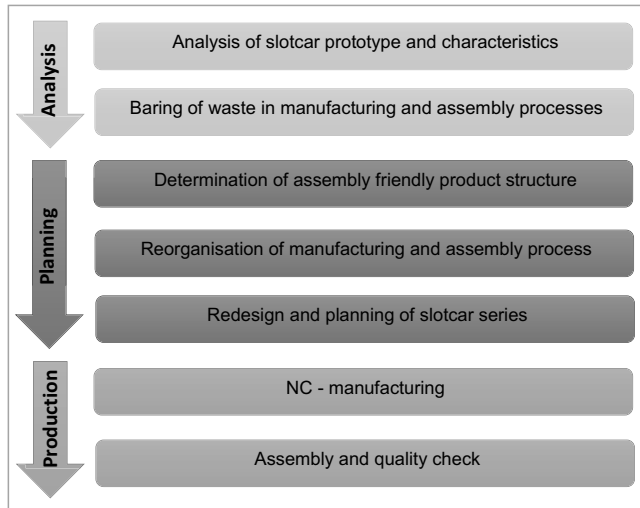 Analysis
Analysis of slotcar prototype and characteristics
Baring of waste in manufacturing and assembly processes
Planning
Determination of assembly friendly product structure
Reorganisation of manufacturing and assembly process
Redesign and planning of slotcar series
Production
NC - manufacturing
Assembly and quality check